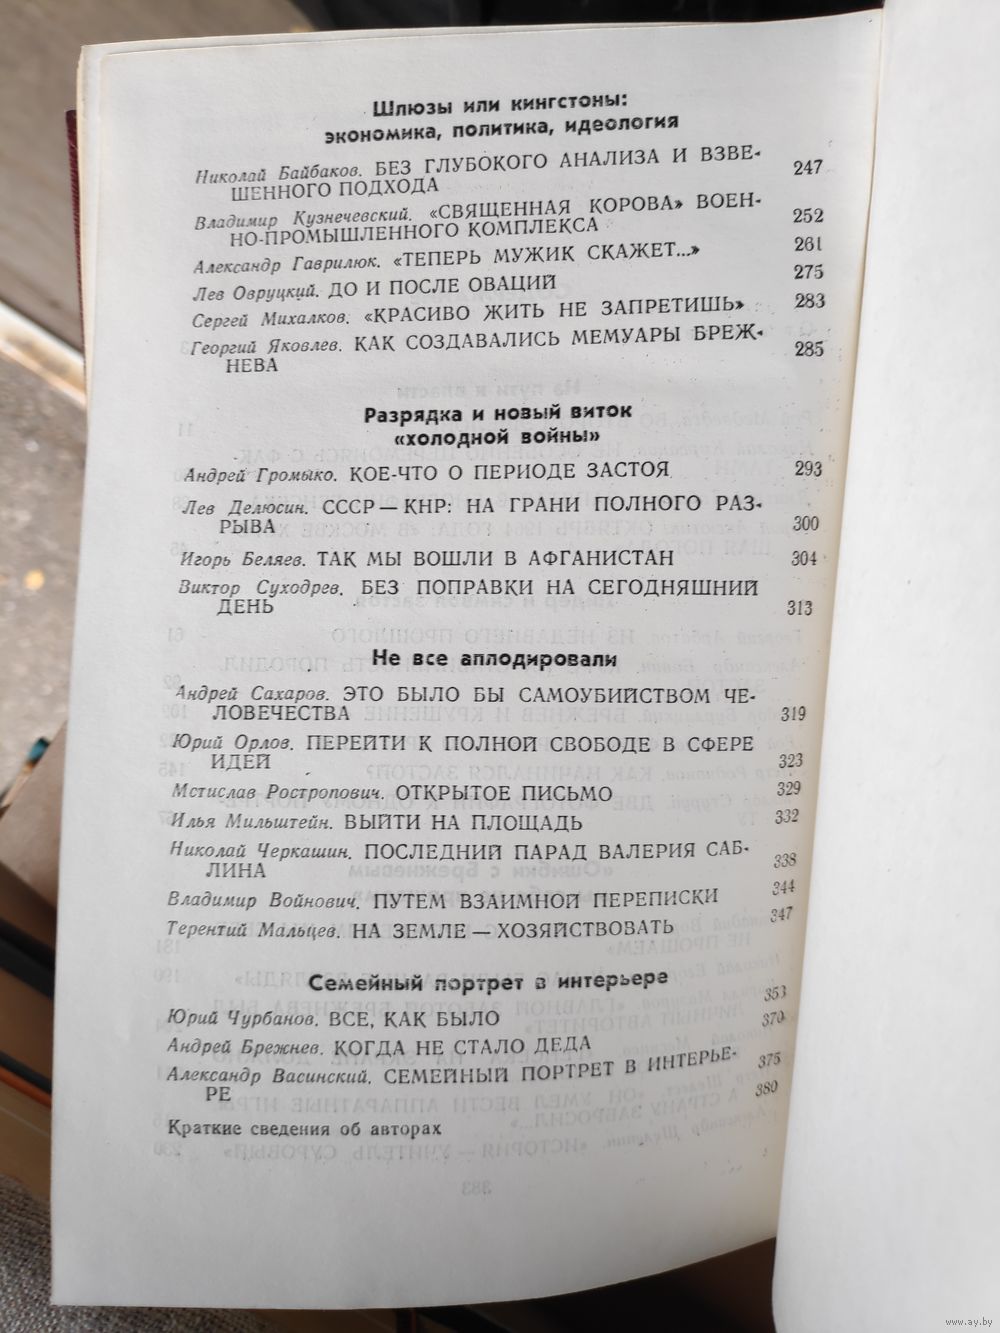 Шлюзы или кингстоны:
экономика, политика, идеология
Николай Байбаков. БЕЗ ГЛУБОКОГО АНАЛИЗА И ВЗВЕ-
ШЕННОГО ПОДХОДА 247
Владимир Кузнечевский. «СВЯЩЕННАЯ КОРОВА» ВОЕН-
НО-ПРОМЫШЛЕННОГО КОМПЛЕКСА 252
Александр Гаврилюк. «ТЕПЕРЬ МУЖИК СКАЖЕТ...» 261
Лев Овруцкий. ДО И ПОСЛЕ ОВАЦИЙ 275
Сергей Михалков. «КРАСИВО ЖИТЬ НЕ ЗАПРЕТИШЬ» 283
Георгий Яковлев. КАК СОЗДАВАЛИСЬ МЕМУАРЫ БРЕЖ-
НЕВА 285
Разрядка и новый виток
«холодной войны»
Андрей Громыко. КОЕ-ЧТО О ПЕРИОДЕ ЗАСТОЯ 293
Лев Делюсин. СССР — КНР: НА ГРАНИ ПОЛНОГО РАЗ-
РЫВА 300
Игорь Беляев. ТАК МЫ ВОШЛИ В АФГАНИСТАН 304
Виктор Суходрев. БЕЗ ПОПРАВКИ НА СЕГОДНЯШНИЙ
ДЕНЬ 313
Не все аплодировали
Андрей Сахаров. ЭТО БЫЛО БЫ САМОУБИЙСТВОМ ЧЕ-
ЛОВЕЧЕСТВА 319
Юрий Орлов. ПЕРЕЙТИ К ПОЛНОЙ СВОБОДЕ В СФЕРЕ
ИДЕЙ 323
Мстислав Ростропович. ОТКРЫТОЕ ПИСЬМО 329
Илья Мильштейн. ВЫЙТИ НА ПЛОЩАДЬ 332
Николай Черкашин. ПОСЛЕДНИЙ ПАРАД ВАЛЕРИЯ САБ-
ЛИНА 338
Владимир Войнович. ПУТЕМ ВЗАИМНОЙ ПЕРЕПИСКИ 344
Терентий Мальцев. НА ЗЕМЛЕ — ХОЗЯЙСТВОВАТЬ 347
Семейный портрет в интерьере
Юрий Чурбанов. ВСЕ, КАК БЫЛО 353
Андрей Брежнев. КОГДА НЕ СТАЛО ДЕДА 370
Александр Васинский. СЕМЕЙНЫЙ ПОРТРЕТ В ИНТЕРЬЕ-
РЕ 375
Краткие сведения об авторах 380
www.ay.by